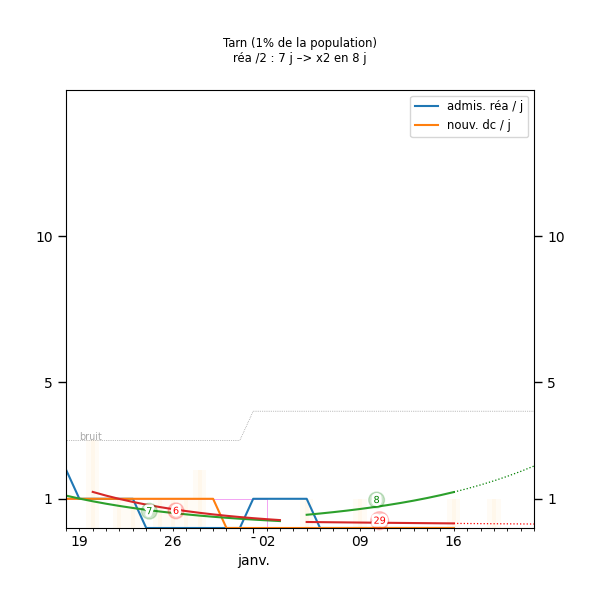 Tarn (1% de la population)
réa /2 : 7 j –> x2 en 8 j
admis. réa / j
nouv. dc / j
10
10
5
5
bruit
1
1
7
6
8
29
19
26
- 02
09
16
janv.